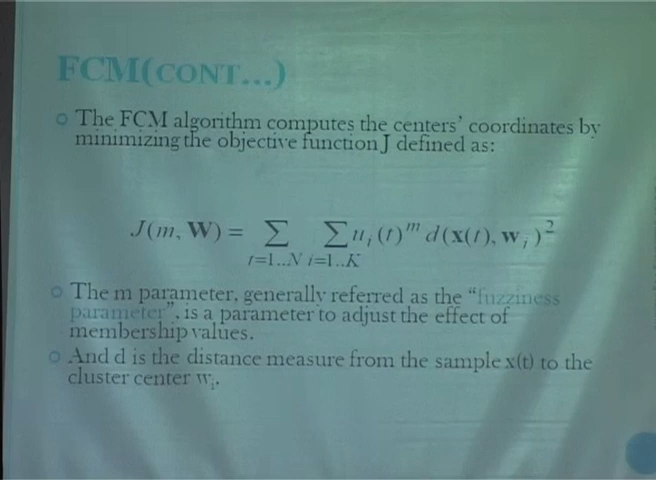 FCM(CONT...)
The FCM algorithm computes the centers' coordinates by
minimizing the objective function J defined as:
J(m, W) = ∑ ∑ u_i(t)^m d(x(t), w_i)^2
t=1..N i=1..K
The m parameter, generally referred as the "fuzziness
parameter", is a parameter to adjust the effect of
membership values.
And d is the distance measure from the sample x(t) to the
cluster center w_i.